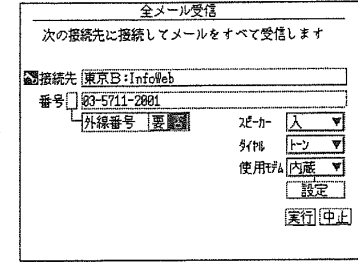 全メール受信
次の接続先に接続してメールをすべて受信します
接続先 東京B:InfoWeb
番号 03-5711-2001
外線番号 要 否
スピーカー 入 ▼
ダイヤル トーン ▼
使用モデム 内蔵 ▼
設定
実行 中止